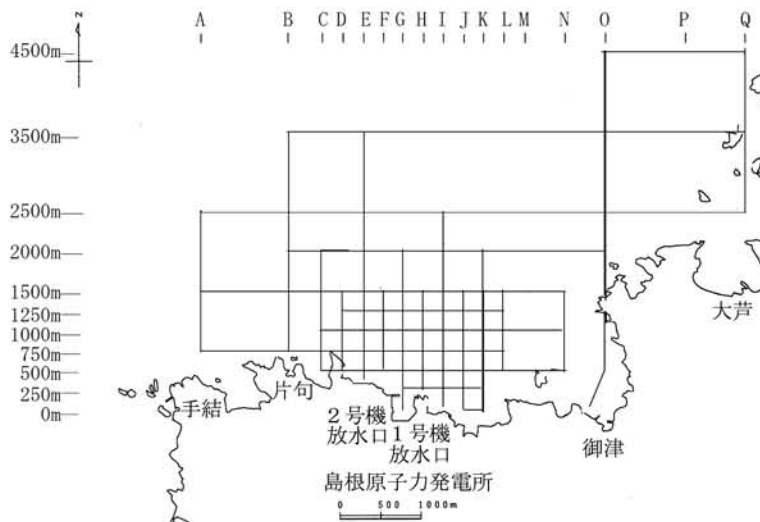 A B C D E F G H I J K L M N O P Q
z
4500m
3500m
2500m
2000m
1500m
1250m
1000m
750m
500m
250m
0m
大芦
手結
片句
2号機
放水口
1号機
放水口
御津
島根原子力発電所
0 500 1000m